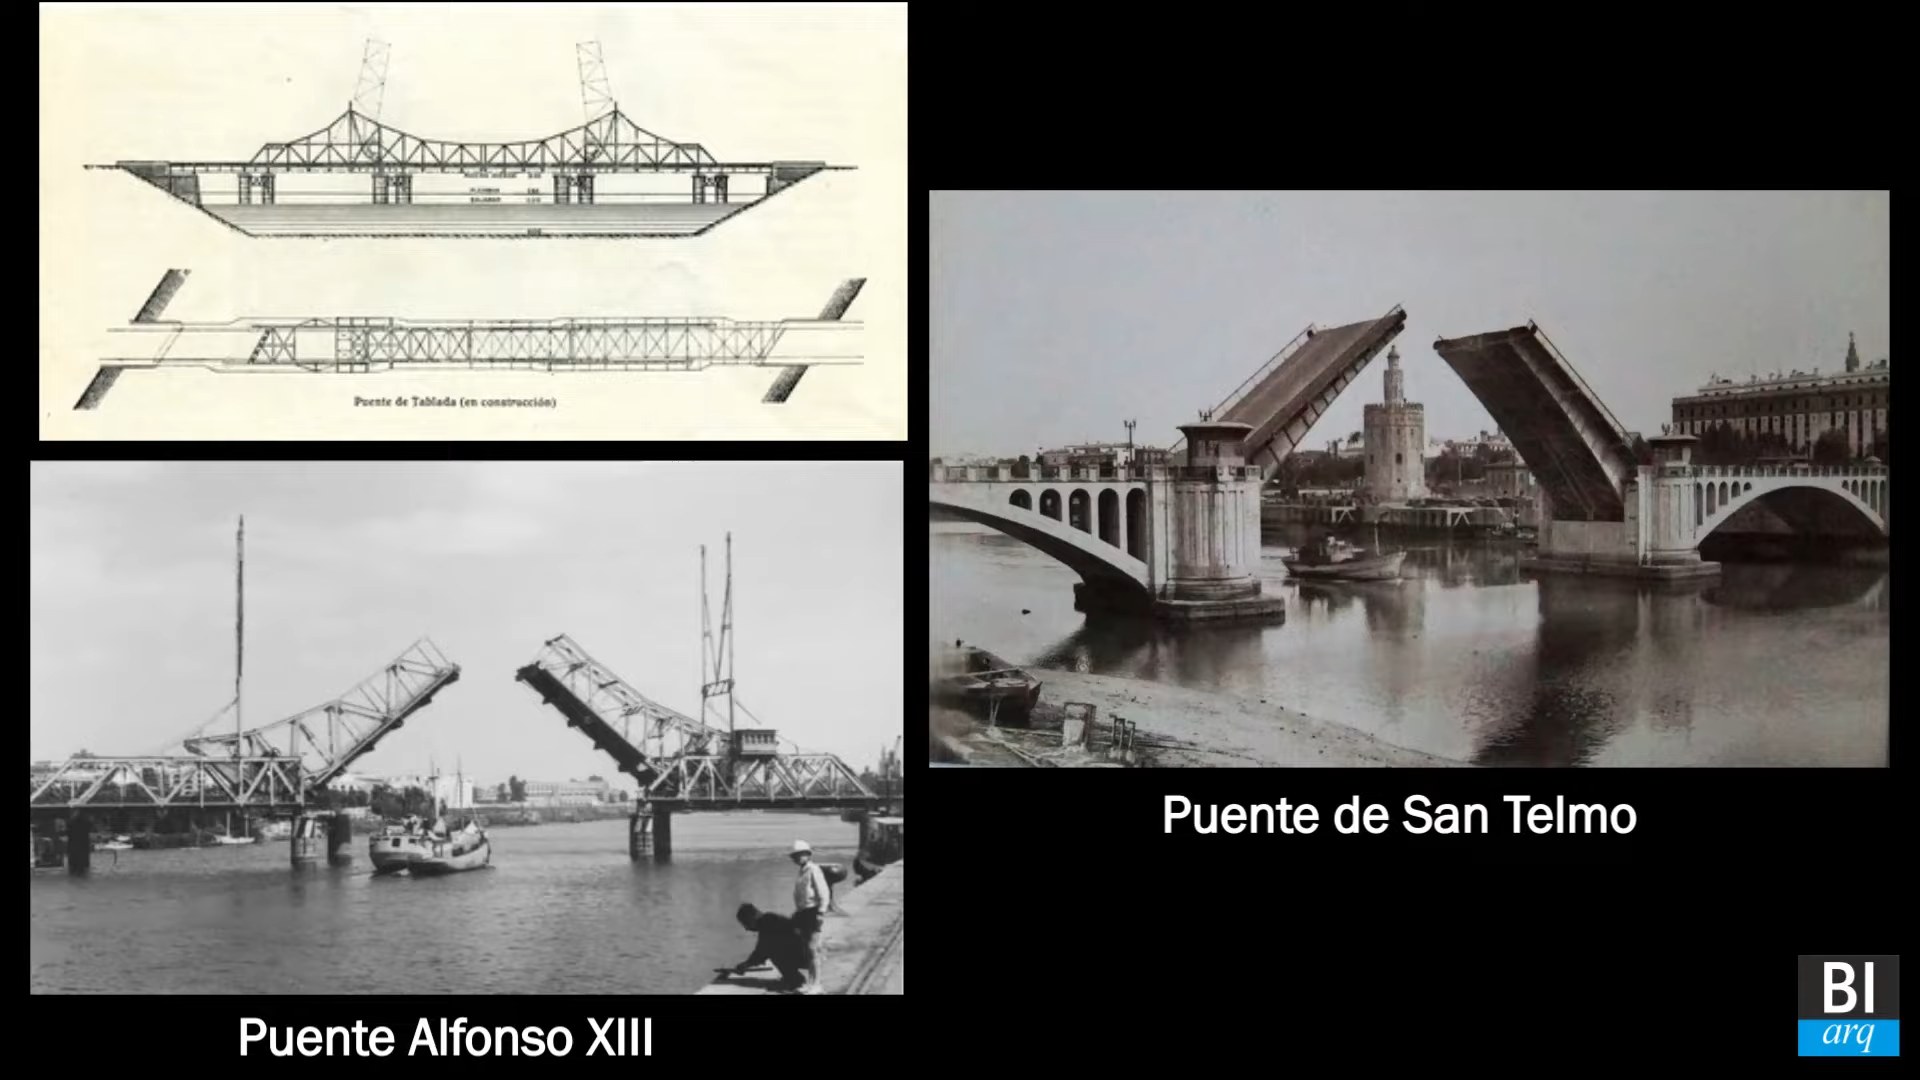 Puente de Tablada (en construcción)
Puente Alfonso XIII
Puente de San Telmo
BI
arq